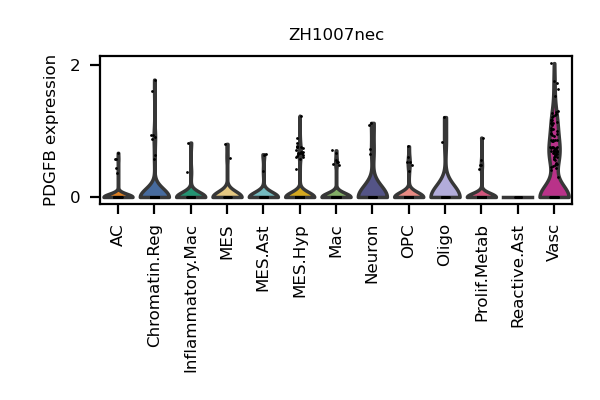 ZH1007nec
PDGFB expression
2
0
AC
Chromatin.Reg
Inflammatory.Mac
MES
MES.Ast
MES.Hyp
Mac
Neuron
OPC
Oligo
Prolif.Metab
Reactive.Ast
Vasc